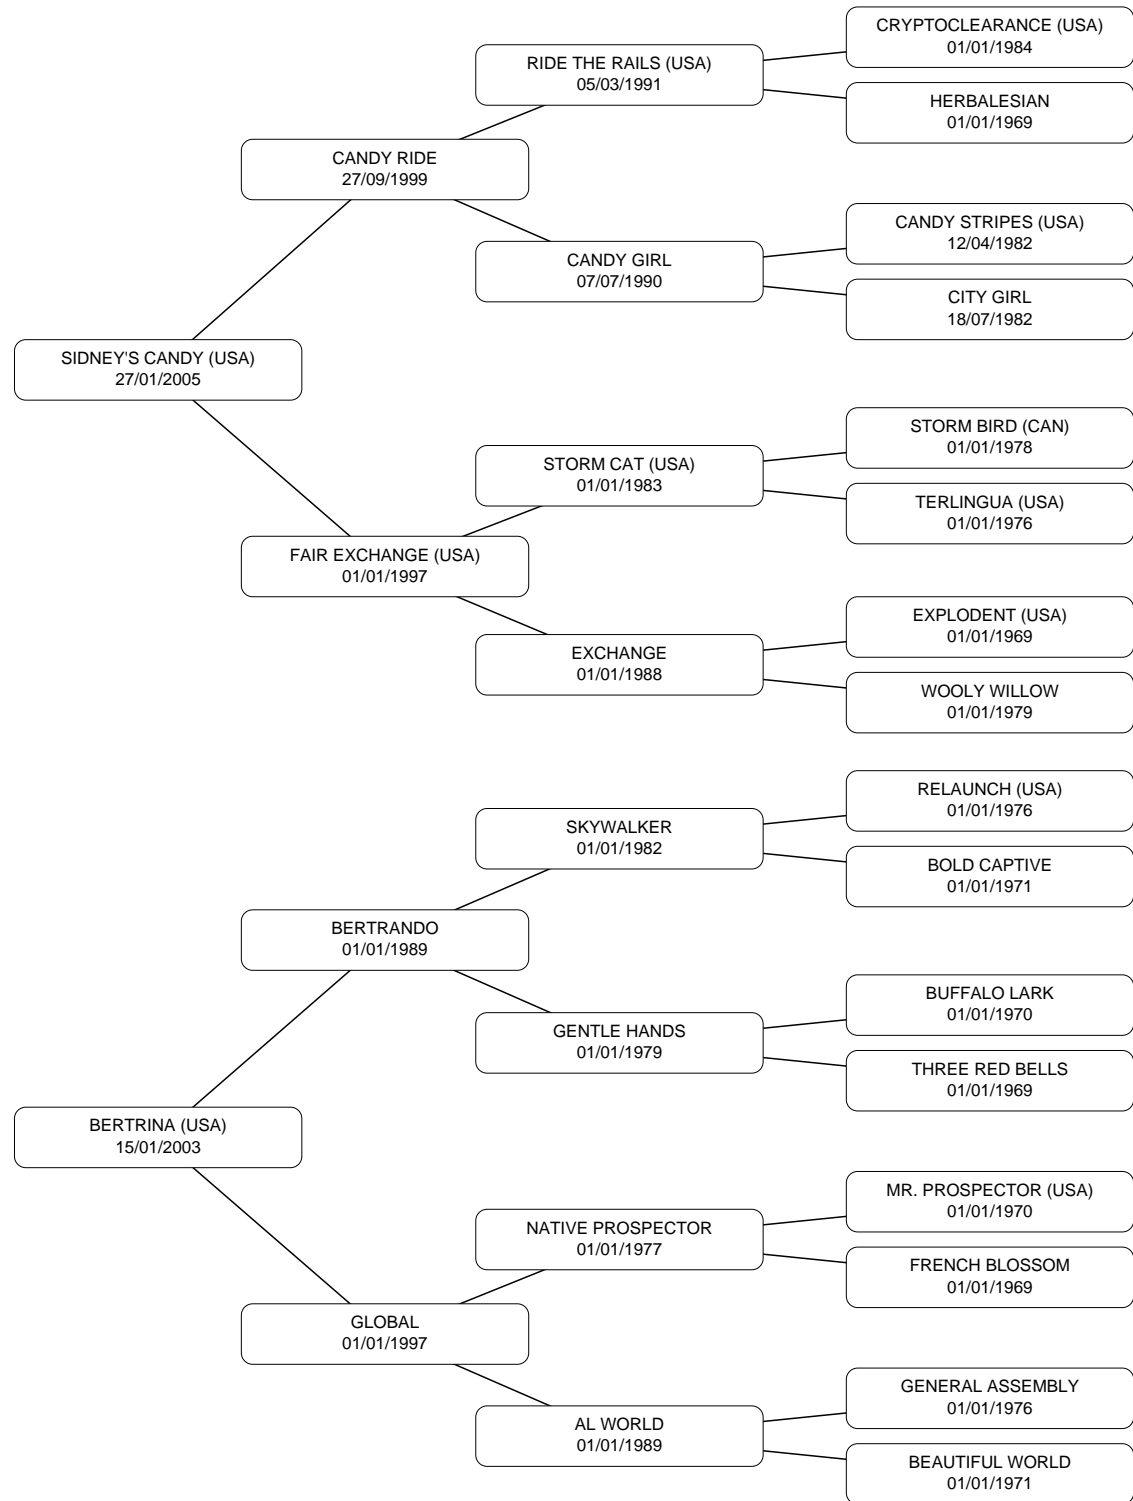 CRYPTOCLEARANCE (USA)
01/01/1984
RIDE THE RAILS (USA)
05/03/1991
HERBALESIAN
01/01/1969
CANDY RIDE
27/09/1999
CANDY STRIPES (USA)
12/04/1982
CANDY GIRL
07/07/1990
CITY GIRL
18/07/1982
SIDNEY'S CANDY (USA)
27/01/2005
STORM BIRD (CAN)
01/01/1978
STORM CAT (USA)
01/01/1983
TERLINGUA (USA)
01/01/1976
FAIR EXCHANGE (USA)
01/01/1997
EXPLODENT (USA)
01/01/1969
EXCHANGE
01/01/1988
WOOLY WILLOW
01/01/1979
RELAUNCH (USA)
01/01/1976
SKYWALKER
01/01/1982
BOLD CAPTIVE
01/01/1971
BERTRANDO
01/01/1989
BUFFALO LARK
01/01/1970
GENTLE HANDS
01/01/1979
THREE RED BELLS
01/01/1969
BERTRINA (USA)
15/01/2003
MR. PROSPECTOR (USA)
01/01/1970
NATIVE PROSPECTOR
01/01/1977
FRENCH BLOSSOM
01/01/1969
GLOBAL
01/01/1997
GENERAL ASSEMBLY
01/01/1976
AL WORLD
01/01/1989
BEAUTIFUL WORLD
01/01/1971